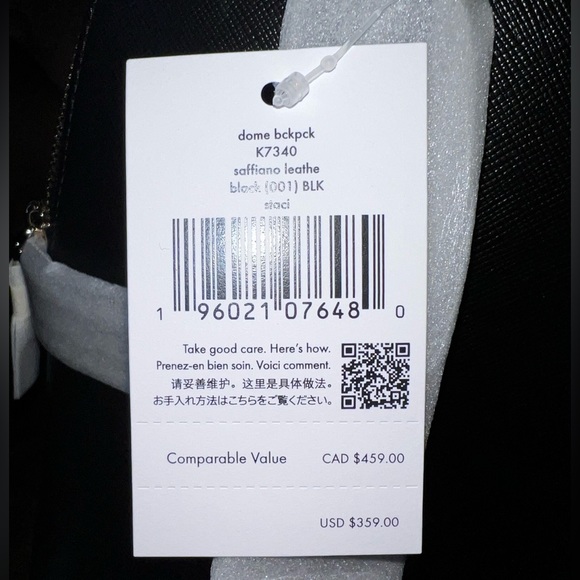 dome bckpck
K7340
saffiano leathe
black (001) BLK
staci
1 96021 07648 0
Take good care. Here's how.
Prenez-en bien soin. Voici comment.
请妥善维护。这里是具体做法。
お手入れ方法はこちらをご覧ください。
Comparable Value CAD $459.00
USD $359.00